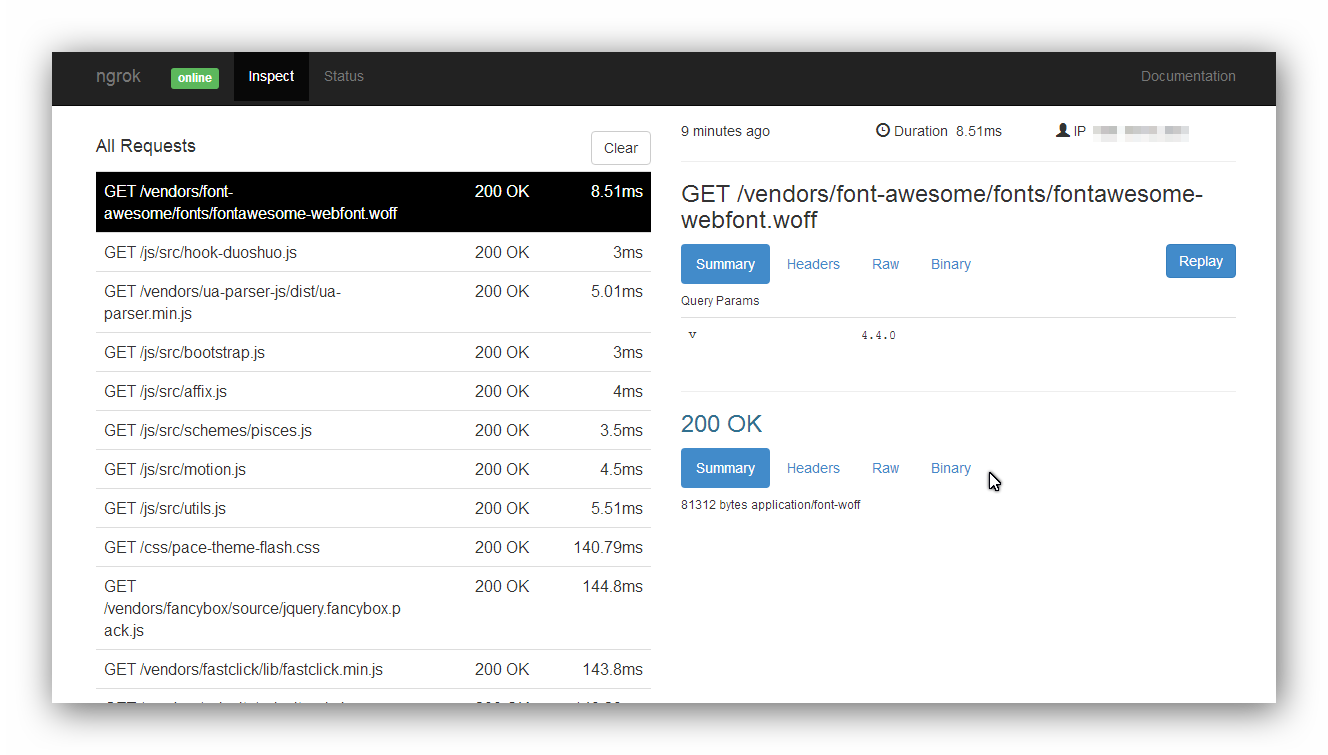 ngrok online Inspect Status Documentation
All Requests Clear
GET /vendors/font-
awesome/fonts/fontawesome-webfont.woff 200 OK 8.51ms
GET /js/src/hook-duoshuo.js 200 OK 3ms
GET /vendors/ua-parser-js/dist/ua-
parser.min.js 200 OK 5.01ms
GET /js/src/bootstrap.js 200 OK 3ms
GET /js/src/affix.js 200 OK 4ms
GET /js/src/schemes/pisces.js 200 OK 3.5ms
GET /js/src/motion.js 200 OK 4.5ms
GET /js/src/utils.js 200 OK 5.51ms
GET /css/pace-theme-flash.css 200 OK 140.79ms
GET 200 OK 144.8ms
/vendors/fancybox/source/jquery.fancybox.p
ack.js
GET /vendors/fastclick/lib/fastclick.min.js 200 OK 143.8ms
9 minutes ago Duration 8.51ms IP
GET /vendors/font-awesome/fonts/fontawesome-
webfont.woff
Summary Headers Raw Binary Replay
Query Params
v 4.4.0
200 OK
Summary Headers Raw Binary
81312 bytes application/font-woff